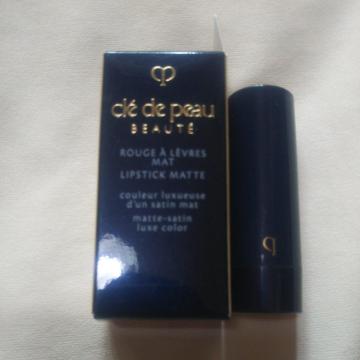 clé de peau
BEAUTÉ
ROUGE À LÈVRES
MAT
LIPSTICK MATTE
couleur luxueuse
d'un satin mat
matte-satin
luxe color